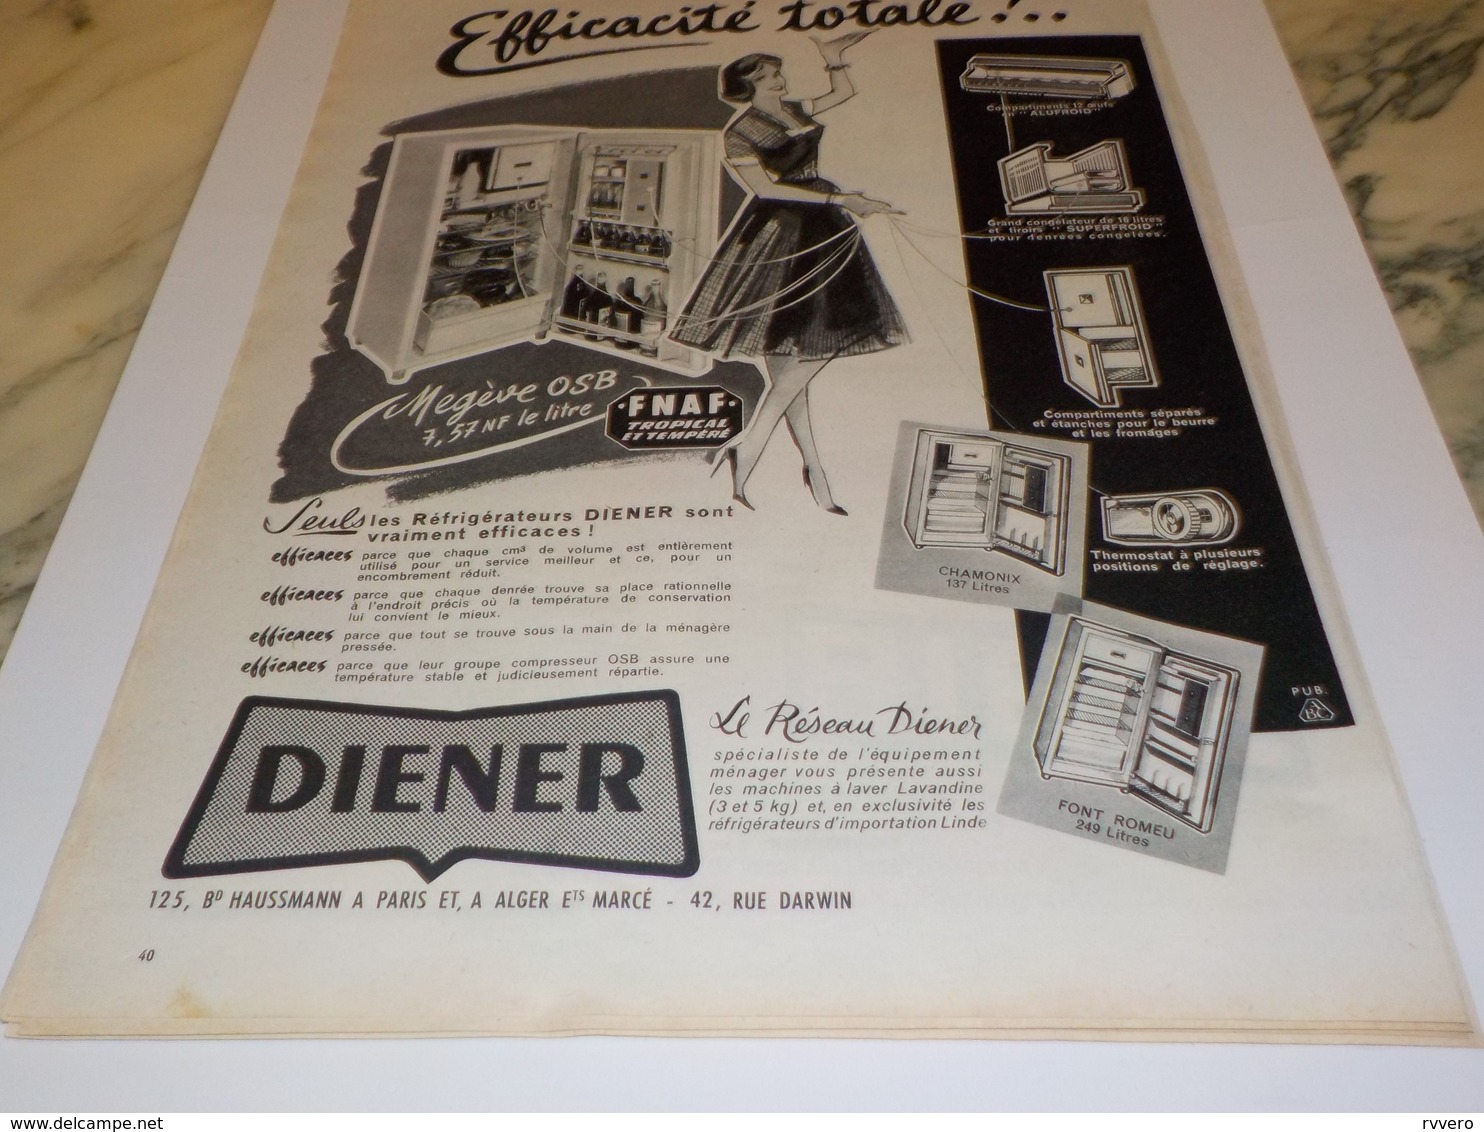 Efficacité totale !..
Compartiments 12 œufs
en "ALUFROID"
Grand congélateur de 16 litres
et tiroirs "SUPERFROID"
pour denrées congelées.
Compartiments séparés
et étanches pour le beurre
et les fromages
Thermostat à plusieurs
positions de réglage.
Megève OSB
7,57 NF le litre
·FNAF·
TROPICAL
ET TEMPÉRÉ
CHAMONIX
137 Litres
Seuls les Réfrigérateurs DIENER sont
vraiment efficaces !
efficaces parce que chaque cm³ de volume est entièrement
utilisé pour un service meilleur et ce, pour un
encombrement réduit.
efficaces parce que chaque denrée trouve sa place rationnelle
à l'endroit précis où la température de conservation
lui convient le mieux.
efficaces parce que tout se trouve sous la main de la ménagère
pressée.
efficaces parce que leur groupe compresseur OSB assure une
température stable et judicieusement répartie.
PUB.
ABC
FONT ROMEU
249 Litres
DIENER
Le Réseau Diener
spécialiste de l'équipement
ménager vous présente aussi
les machines à laver Lavandine
(3 et 5 kg) et, en exclusivité les
réfrigérateurs d'importation Linde
125, BD HAUSSMANN A PARIS ET, A ALGER ETS MARCÉ - 42, RUE DARWIN
40
delcampe.net
rvvero